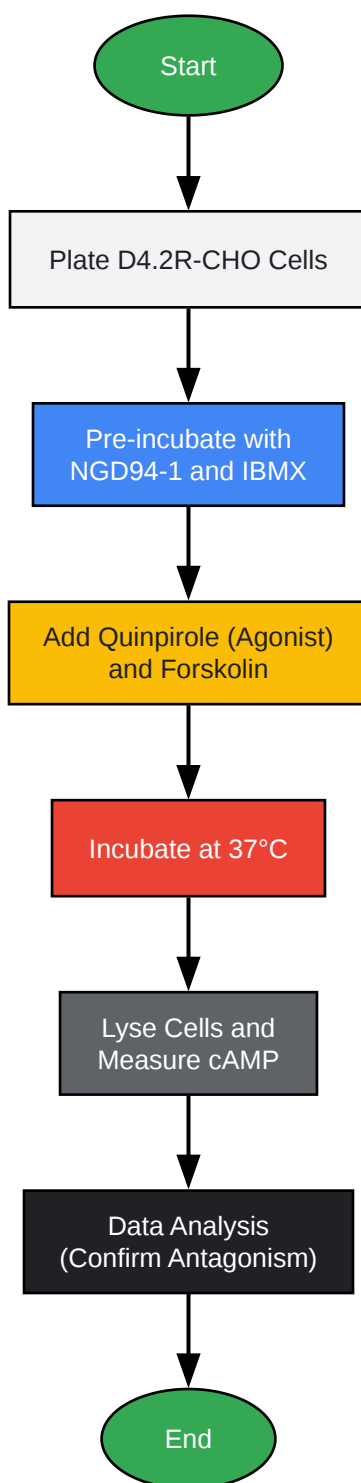 Start
Plate D4.2R-CHO Cells
Pre-incubate with
NGD94-1 and IBMX
Add Quinpirole (Agonist)
and Forskolin
Incubate at 37°C
Lyse Cells and
Measure cAMP
Data Analysis
(Confirm Antagonism)
End